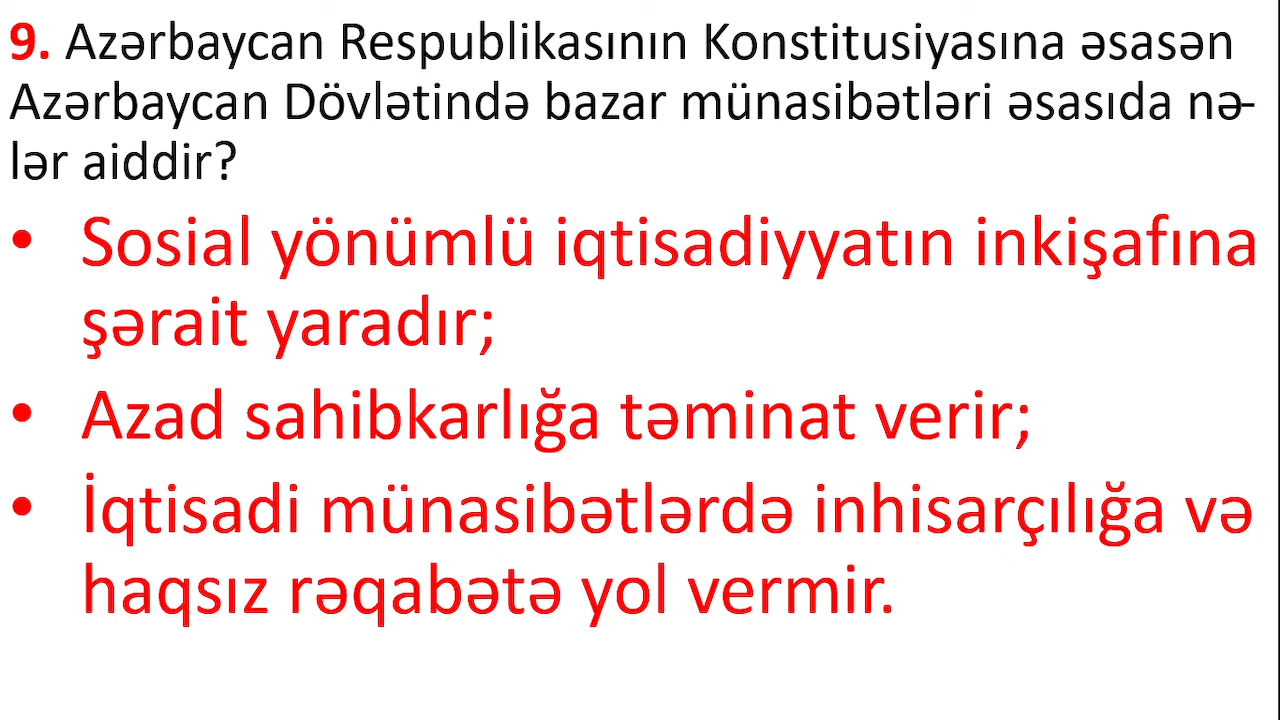 9. Azərbaycan Respublikasının Konstitusiyasına əsasən
Azərbaycan Dövlətində bazar münasibətləri əsasıda nə-
lər aiddir?
• Sosial yönümlü iqtisadiyyatın inkişafına
şərait yaradır;
• Azad sahibkarlığa təminat verir;
• İqtisadi münasibətlərdə inhisarçılığa və
haqsız rəqabətə yol vermir.